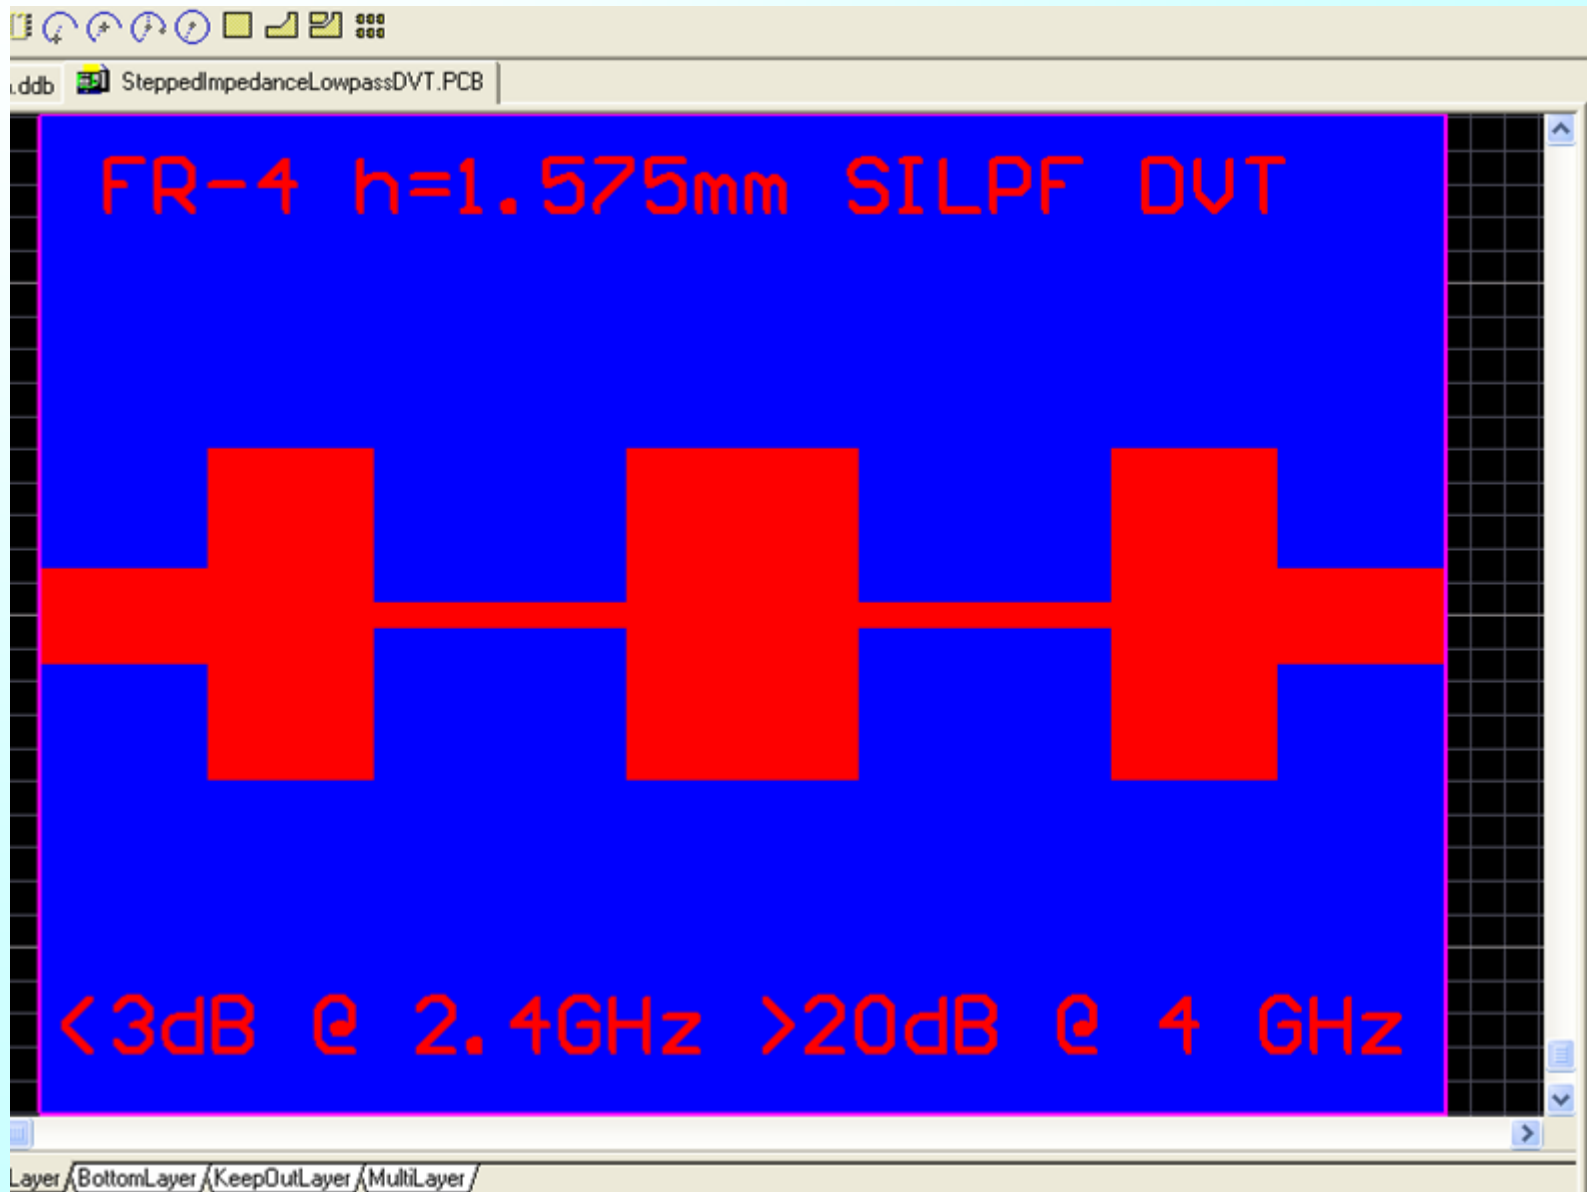 .ddb SteppedImpedanceLowpassDVT.PCB
FR-4 h=1.575mm SILPF DVT
<3dB @ 2.4GHz >20dB @ 4 GHz
Layer BottomLayer KeepOutLayer MultiLayer